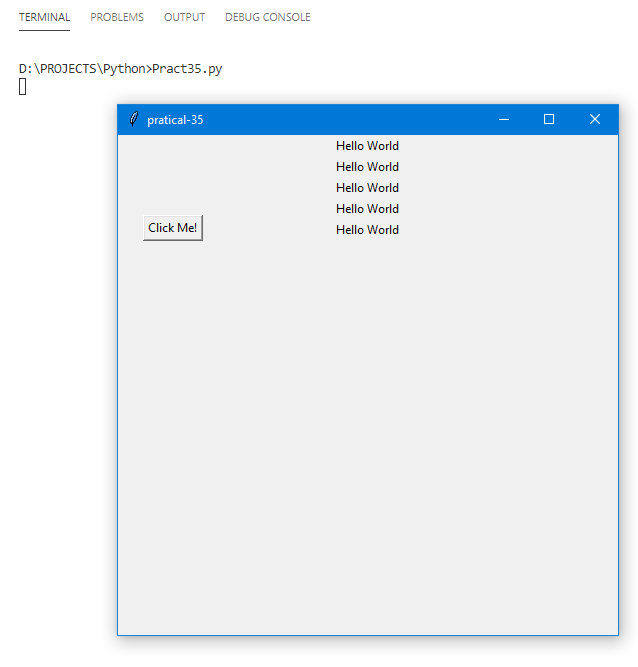 TERMINAL PROBLEMS OUTPUT DEBUG CONSOLE
D:\PROJECTS\Python>Pract35.py
pratical-35
Hello World
Hello World
Hello World
Hello World
Click Me!
Hello World